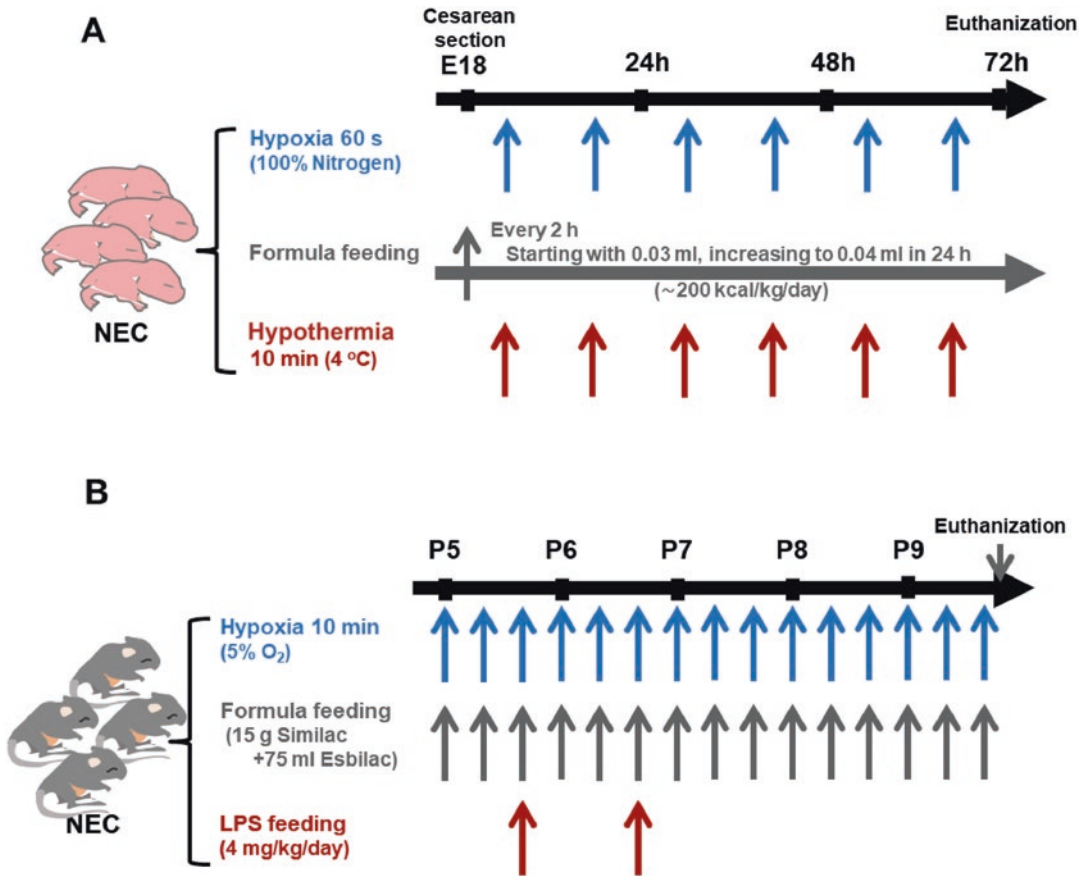 A
Cesarean
section
E18
24h
48h
Euthanization
72h
Hypoxia 60 s
(100% Nitrogen)
Every 2 h
Formula feeding
Starting with 0.03 ml, increasing to 0.04 ml in 24 h
(~200 kcal/kg/day)
NEC
Hypothermia
10 min (4 °C)
B
Euthanization
P5
P6
P7
P8
P9
Hypoxia 10 min
(5% O₂)
Formula feeding
(15 g Similac
+75 ml Esbilac)
NEC
LPS feeding
(4 mg/kg/day)